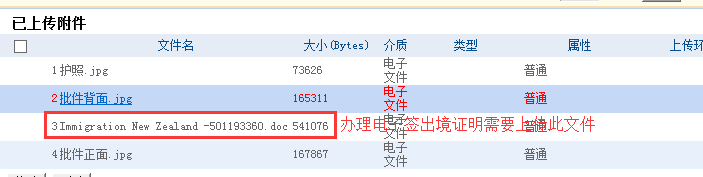 已上传附件
文件名 大小(Bytes) 介质 类型 属性 上传环
1 护照.jpg 73626 电子文件 普通
2 批件背面.jpg 165311 电子文件 普通
3 Immigration New Zealand -501193360.doc 541076 电子文件 普通
办理电子签出境证明需要上传此文件
4 批件正面.jpg 167867 电子文件 普通